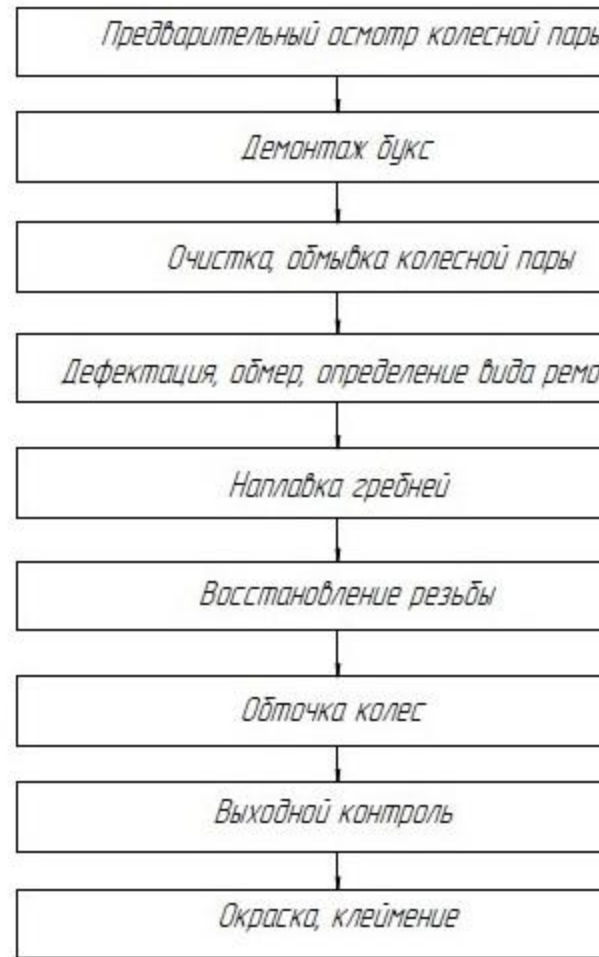 Предварительный осмотр колесной пары
Демонтаж букс
Очистка, обмывка колесной пары
Дефектация, обмер, определение вида ремо
Наплавка гребней
Восстановление резьбы
Обточка колес
Выходной контроль
Окраска, клеймение